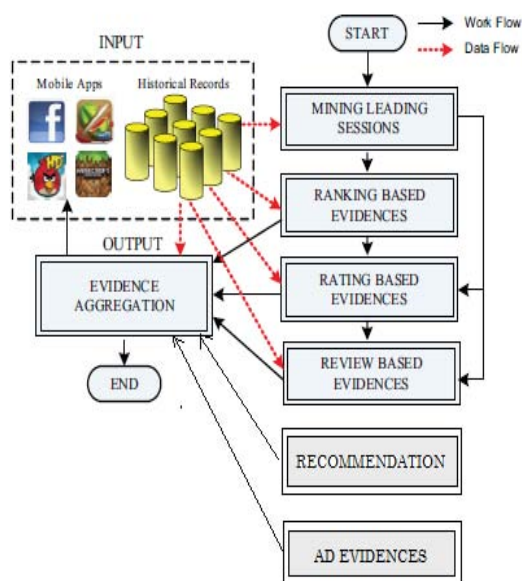 INPUT
START
Work Flow
Data Flow
Mobile Apps
Historical Records
MINING LEADING
SESSIONS
RANKING BASED
EVIDENCES
OUTPUT
EVIDENCE
AGGREGATION
RATING BASED
EVIDENCES
REVIEW BASED
EVIDENCES
END
RECOMMENDATION
AD EVIDENCES